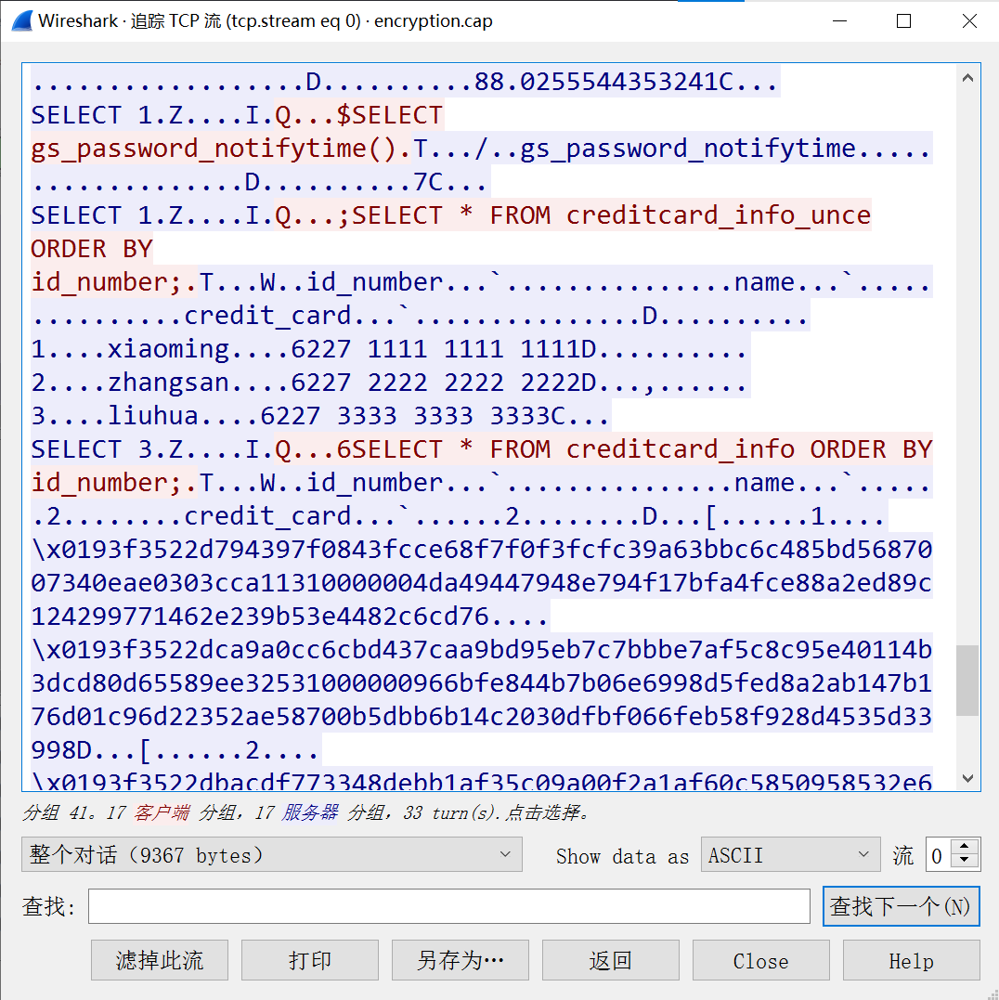 Wireshark · 追踪 TCP 流 (tcp.stream eq 0) · encryption.cap
..................D..........88.0255544353241C...
SELECT 1.Z....I.Q...$SELECT
gs_password_notifytime().T.../..gs_password_notifytime.....
..............D..........7C...
SELECT 1.Z....I.Q...;SELECT * FROM creditcard_info_unce
ORDER BY
id_number;.T...W..id_number...`...............name...`.....
..........credit_card...`...............D..........
1....xiaoming....6227 1111 1111 1111D..........
2....zhangsan....6227 2222 2222 2222D...,......
3....liuhua....6227 3333 3333 3333C...
SELECT 3.Z....I.Q...6SELECT * FROM creditcard_info ORDER BY
id_number;.T...W..id_number...`...............name...`.....
.2........credit_card...`......2........D...[......1....
\x0193f3522d794397f0843fcce68f7f0f3fcfc39a63bbc6c485bd56870
07340eae0303cca11310000004da49447948e794f17bfa4fce88a2ed89c
124299771462e239b53e4482c6cd76....
\x0193f3522dca9a0cc6cbd437caa9bd95eb7c7bbbe7af5c8c95e40114b
3dcd80d65589ee32531000000966bfe844b7b06e6998d5fed8a2ab147b1
76d01c96d22352ae58700b5dbb6b14c2030dfbf066feb58f928d4535d33
998D...[......2....
\x0193f3522dbacdf773348debb1af35c09a00f2a1af60c5850958532e6
分组 41。17 客户端 分组，17 服务器 分组，33 turn(s).点击选择。
整个对话（9367 bytes）
Show data as
ASCII
流
0
查找:
查找下一个(N)
滤掉此流
打印
另存为…
返回
Close
Help